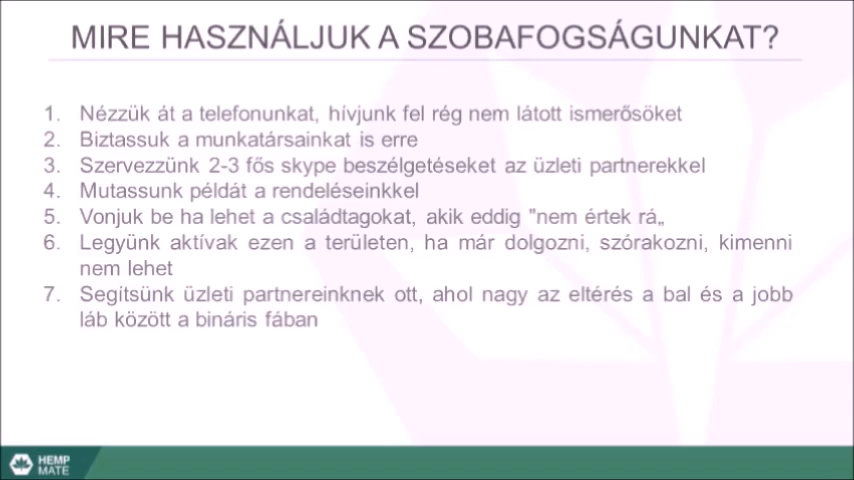 MIRE HASZNÁLJUK A SZOBAFOGSÁGUNKAT?
1. Nézzük át a telefonunkat, hívjunk fel rég nem látott ismerősöket
2. Biztassuk a munkatársainkat is erre
3. Szervezzünk 2-3 fős skype beszélgetéseket az üzleti partnerekkel
4. Mutassunk példát a rendeléseinkkel
5. Vonjuk be ha lehet a családtagokat, akik eddig "nem értek rá„
6. Legyünk aktívak ezen a területen, ha már dolgozni, szórakozni, kimenni
nem lehet
7. Segítsünk üzleti partnereinknek ott, ahol nagy az eltérés a bal és a jobb
láb között a bináris fában
HEMP
MATE